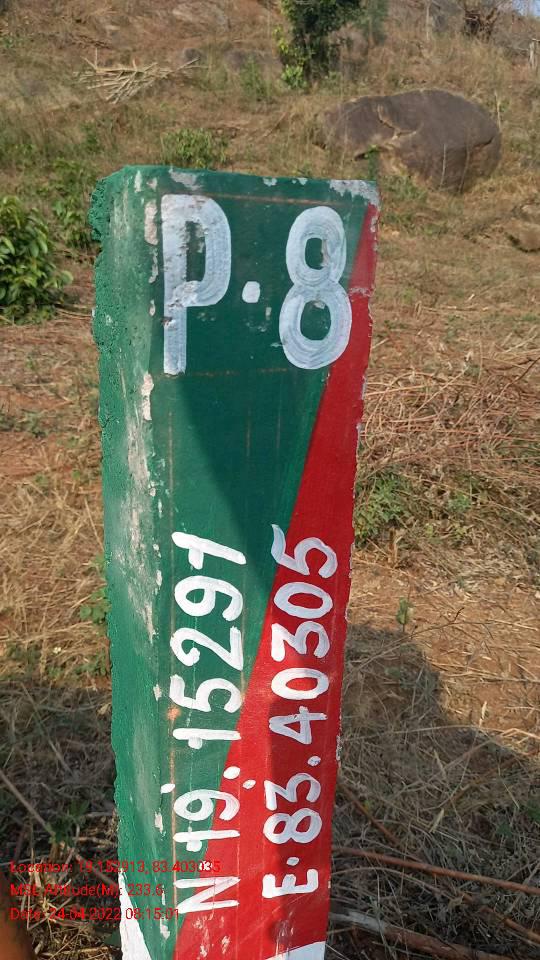 P.8
N.19.15291
E.83.40305
Location: 19.152913, 83.403035
MSL Altitude(M): 233.6
Date: 24-04-2022 08:15:01